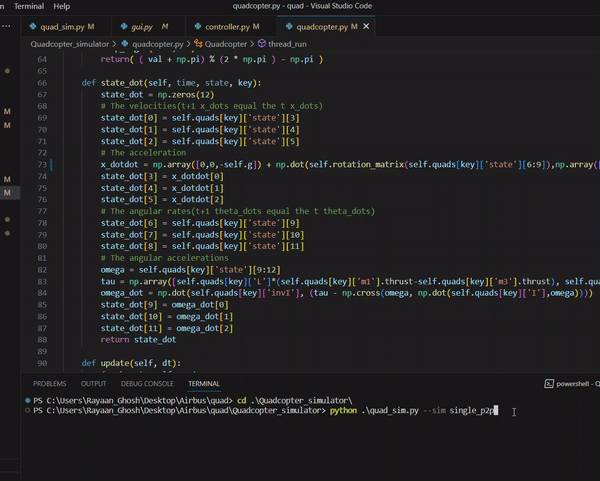 Terminal Help
quadcopter.py - quad - Visual Studio Code
quad_sim.py M
gui.py M
controller.py M
quadcopter.py M ×
Quadcopter_simulator > quadcopter.py > Quadcopter > thread_run
64 return( ( val + np.pi) % (2 * np.pi ) - np.pi )
65
66 def state_dot(self, time, state, key):
67 state_dot = np.zeros(12)
68 # The velocities(t+1 x_dots equal the t x_dots)
69 state_dot[0] = self.quads[key]['state'][3]
70 state_dot[1] = self.quads[key]['state'][4]
71 state_dot[2] = self.quads[key]['state'][5]
72 # The acceleration
73 x_dotdot = np.array([0,0,-self.g]) + np.dot(self.rotation_matrix(self.quads[key]['state'][6:9]),np.array([
74 state_dot[3] = x_dotdot[0]
75 state_dot[4] = x_dotdot[1]
76 state_dot[5] = x_dotdot[2]
77 # The angular rates(t+1 theta_dots equal the t theta_dots)
78 state_dot[6] = self.quads[key]['state'][9]
79 state_dot[7] = self.quads[key]['state'][10]
80 state_dot[8] = self.quads[key]['state'][11]
81 # The angular accelerations
82 omega = self.quads[key]['state'][9:12]
83 tau = np.array([self.quads[key]['L']*(self.quads[key]['m1'].thrust-self.quads[key]['m3'].thrust), self.qua
84 omega_dot = np.dot(self.quads[key]['invI'], (tau - np.cross(omega, np.dot(self.quads[key]['I'],omega))))
85 state_dot[9] = omega_dot[0]
86 state_dot[10] = omega_dot[1]
87 state_dot[11] = omega_dot[2]
88 return state_dot
89
90 def update(self, dt):
M
M
M
M
PROBLEMS OUTPUT DEBUG CONSOLE TERMINAL
powershell - Qu
PS C:\Users\Rayaan_Ghosh\Desktop\Airbus\quad> cd .\Quadcopter_simulator\
PS C:\Users\Rayaan_Ghosh\Desktop\Airbus\quad\Quadcopter_simulator> python .\quad_sim.py --sim single_p2p